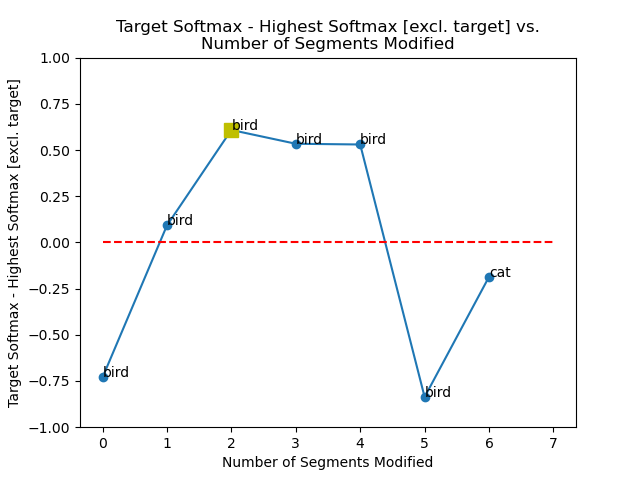 Target Softmax - Highest Softmax [excl. target] vs.
Number of Segments Modified
Target Softmax - Highest Softmax [excl. target]
1.00
0.75
0.50
0.25
0.00
−0.25
−0.50
−0.75
−1.00
bird
bird
bird
bird
bird
bird
cat
0 1 2 3 4 5 6 7
Number of Segments Modified